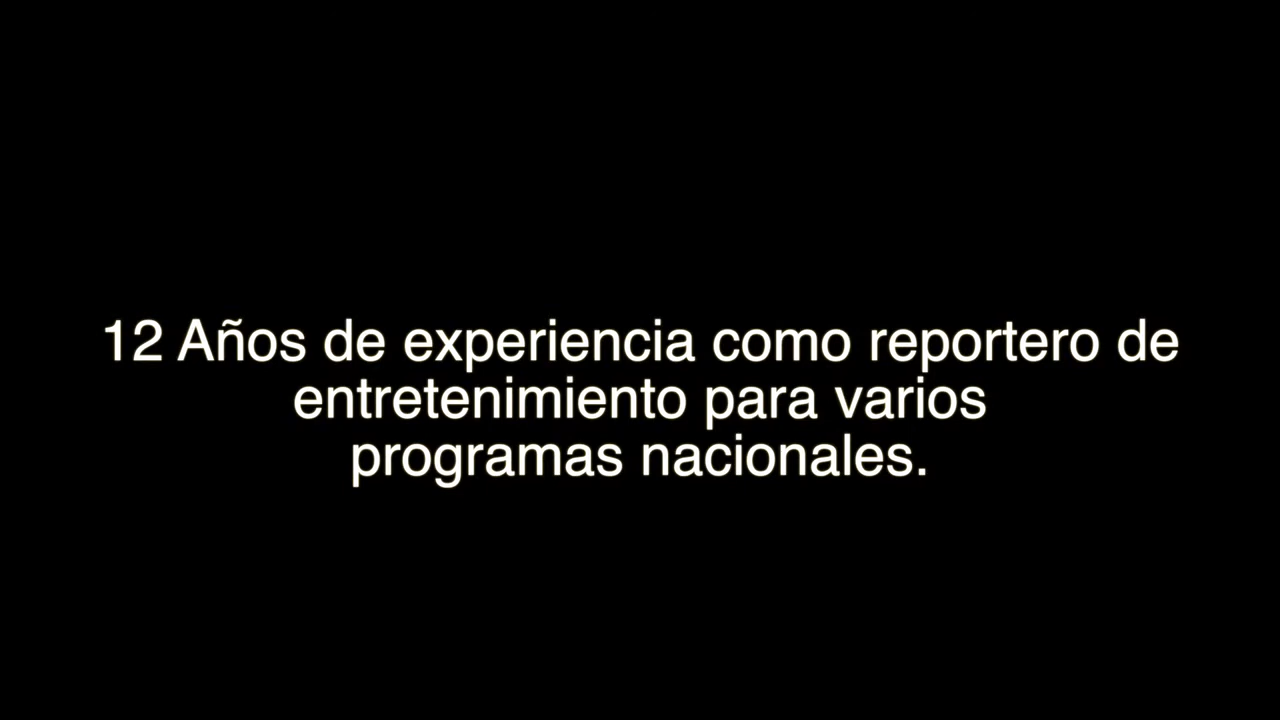 12 Años de experiencia como reportero de
entretenimiento para varios
programas nacionales.